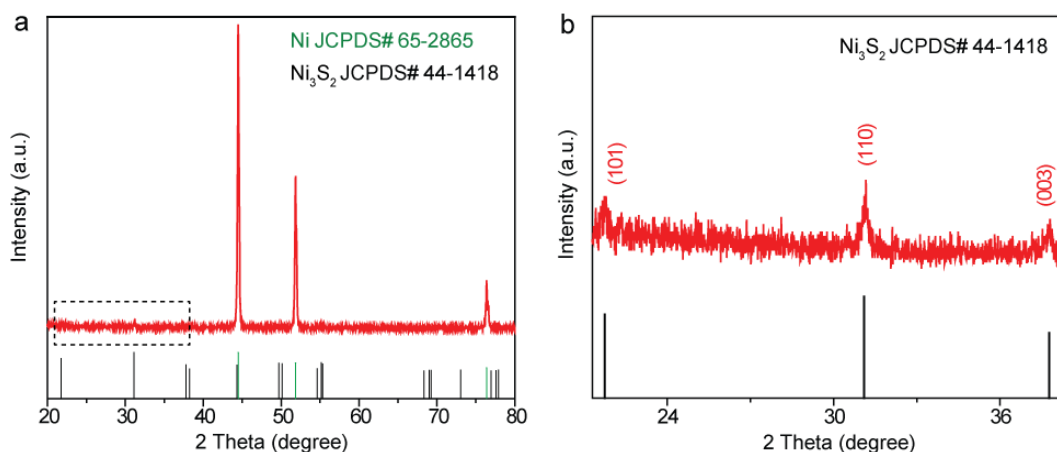 a
Ni JCPDS# 65-2865
Ni₃S₂ JCPDS# 44-1418
Intensity (a.u.)
20 30 40 50 60 70 80
2 Theta (degree)
b
Ni₃S₂ JCPDS# 44-1418
(101)
(110)
(003)
Intensity (a.u.)
24 30 36
2 Theta (degree)